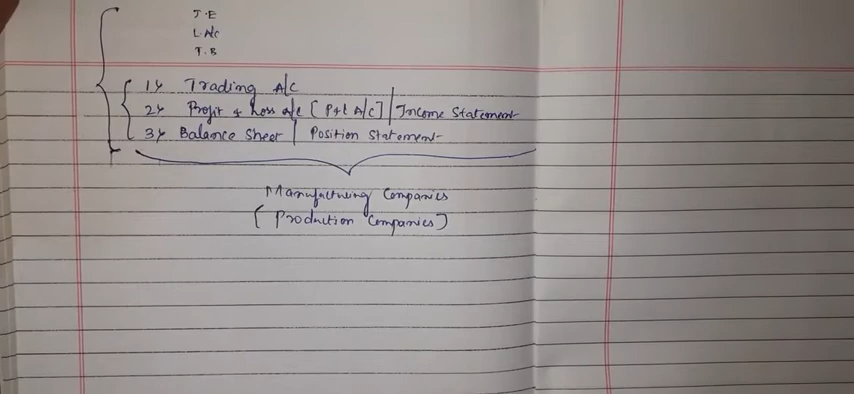 J.E
L.A/c
T.B
1) Trading A/c
2) Profit & Loss A/c [P&L A/c] | Income Statement
3) Balance Sheet | Position Statement
Manufacturing Companies
[Production Companies]